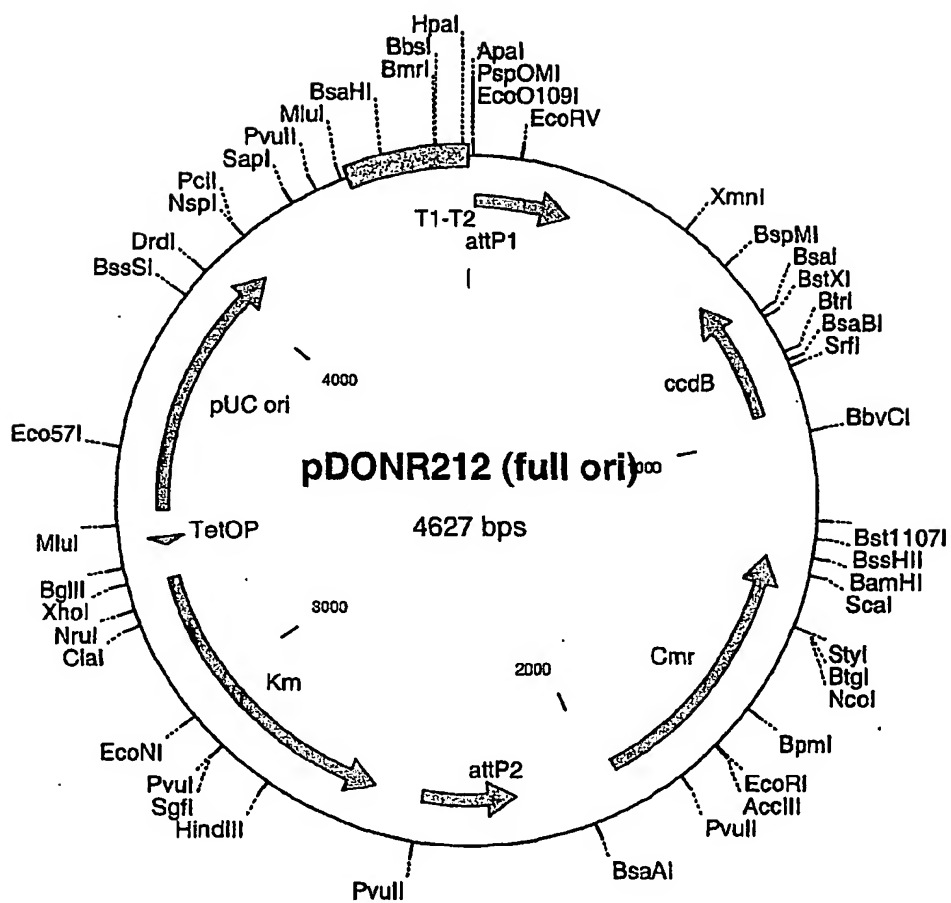 HpaI
BbsI
BmrI
BsaHI
MluI
PvuII
SapI
PciI
NspI
DrdI
BssSI
ApaI
PspOMI
EcoO109I
EcoRV
XmnI
BspMI
BsaI
BstXI
BtrI
BsaBI
SrfI
BbvCI
T1-T2
attP1
4000
pUC ori
ccdB
Eco57I
pDONR212 (full ori)
1000
4627 bps
MluI
TetOP
Bst1107I
BssHII
BamHI
ScaI
BglII
XhoI
NruI
ClaI
3000
Km
2000
Cmr
StyI
BtgI
NcoI
EcoNI
PvuI
SgfI
HindIII
attP2
BpmI
EcoRI
AccIII
PvuII
BsaAI
PvuII